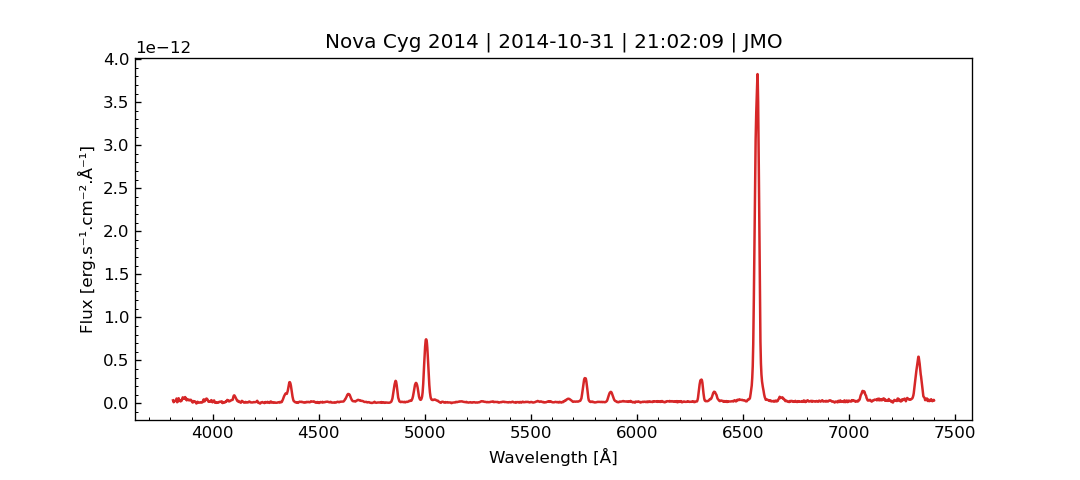 Nova Cyg 2014 | 2014-10-31 | 21:02:09 | JMO
1e−12
4.0
3.5
3.0
2.5
2.0
1.5
1.0
0.5
0.0
Flux [erg.s⁻¹.cm⁻².Å⁻¹]
4000 4500 5000 5500 6000 6500 7000 7500
Wavelength [Å]